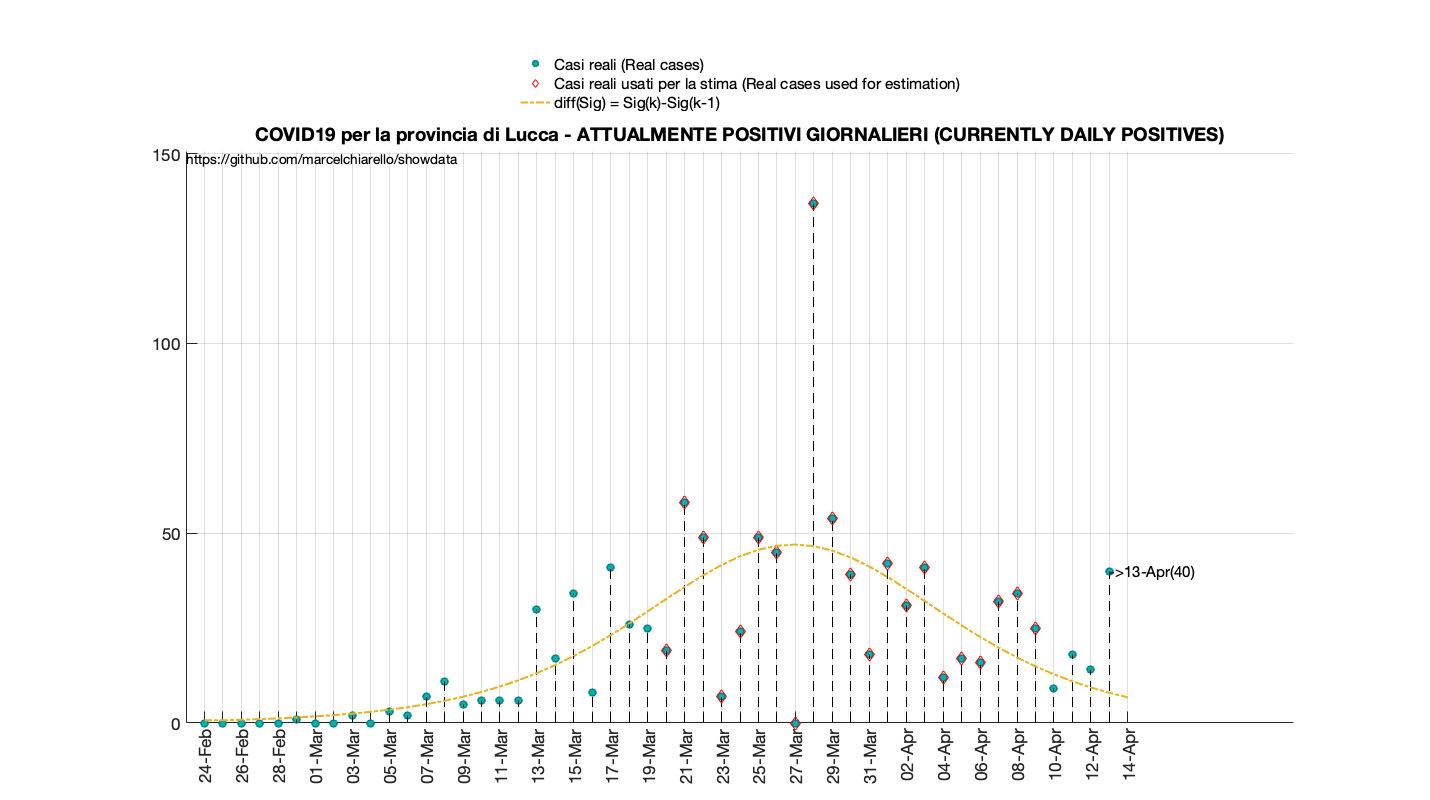 Casi reali (Real cases)
Casi reali usati per la stima (Real cases used for estimation)
diff(Sig) = Sig(k)-Sig(k-1)
COVID19 per la provincia di Lucca - ATTUALMENTE POSITIVI GIORNALIERI (CURRENTLY DAILY POSITIVES)
https://github.com/marcelchiarello/showdata
150
100
50
0
->13-Apr(40)
24-Feb
26-Feb
28-Feb
01-Mar
03-Mar
05-Mar
07-Mar
09-Mar
11-Mar
13-Mar
15-Mar
17-Mar
19-Mar
21-Mar
23-Mar
25-Mar
27-Mar
29-Mar
31-Mar
02-Apr
04-Apr
06-Apr
08-Apr
10-Apr
12-Apr
14-Apr